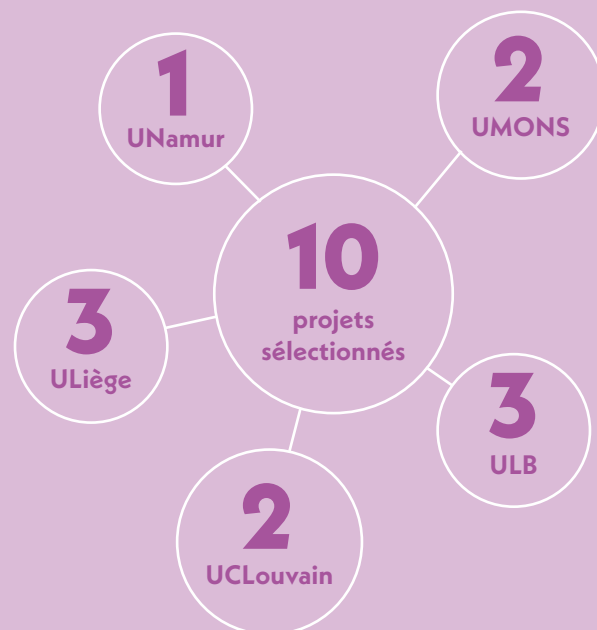 1
UNamur
2
UMONS
10
projets
sélectionnés
3
ULiège
3
ULB
2
UCLouvain